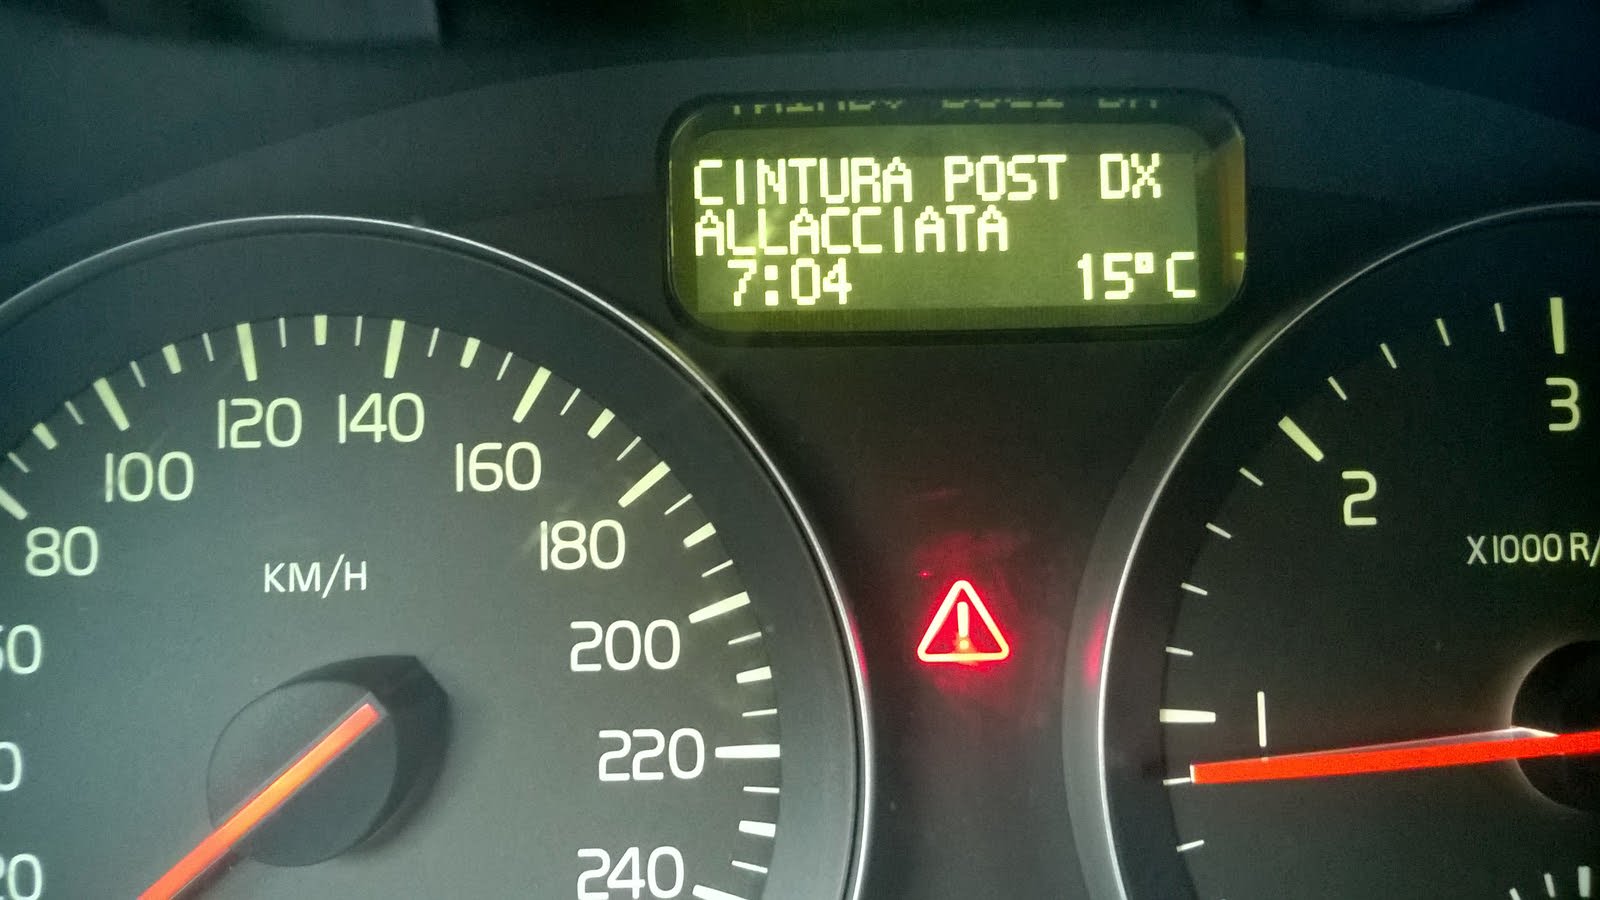 CINTURA POST DX
ALLACCIATA
7:04 15°C
80
100
120
140
160
180
200
220
240
KM/H
1
2
3
X1000 R/